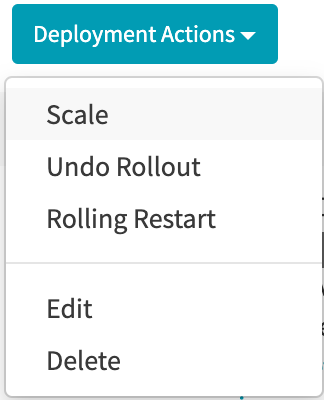 Deployment Actions
Scale
Undo Rollout
Rolling Restart
Edit
Delete